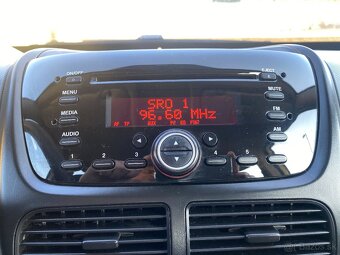 ON/OFF
EJECT
MENU
MUTE
SRO 1
96.60 MHz
MEDIA
FM
AF TP
AUDIO
AM
1 2 3 4 5 6